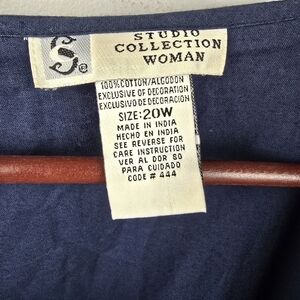 S ®
STUDIO
COLLECTION
WOMAN
100% COTTON/ALGODON
EXCLUSIVE OF DECORATION
EXCLUSIVO DE DECORACION
SIZE: 20W
MADE IN INDIA
HECHO EN INDIA
SEE REVERSE FOR
CARE INSTRUCTION
VER AL DOR SO
PARA CUIDADO
CODE # 444